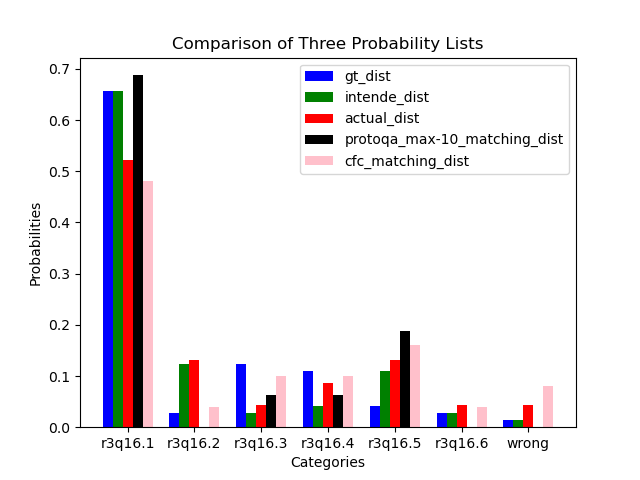 Comparison of Three Probability Lists
gt_dist
intende_dist
actual_dist
protoqa_max-10_matching_dist
cfc_matching_dist
Probabilities
0.7
0.6
0.5
0.4
0.3
0.2
0.1
0.0
r3q16.1 r3q16.2 r3q16.3 r3q16.4 r3q16.5 r3q16.6 wrong
Categories